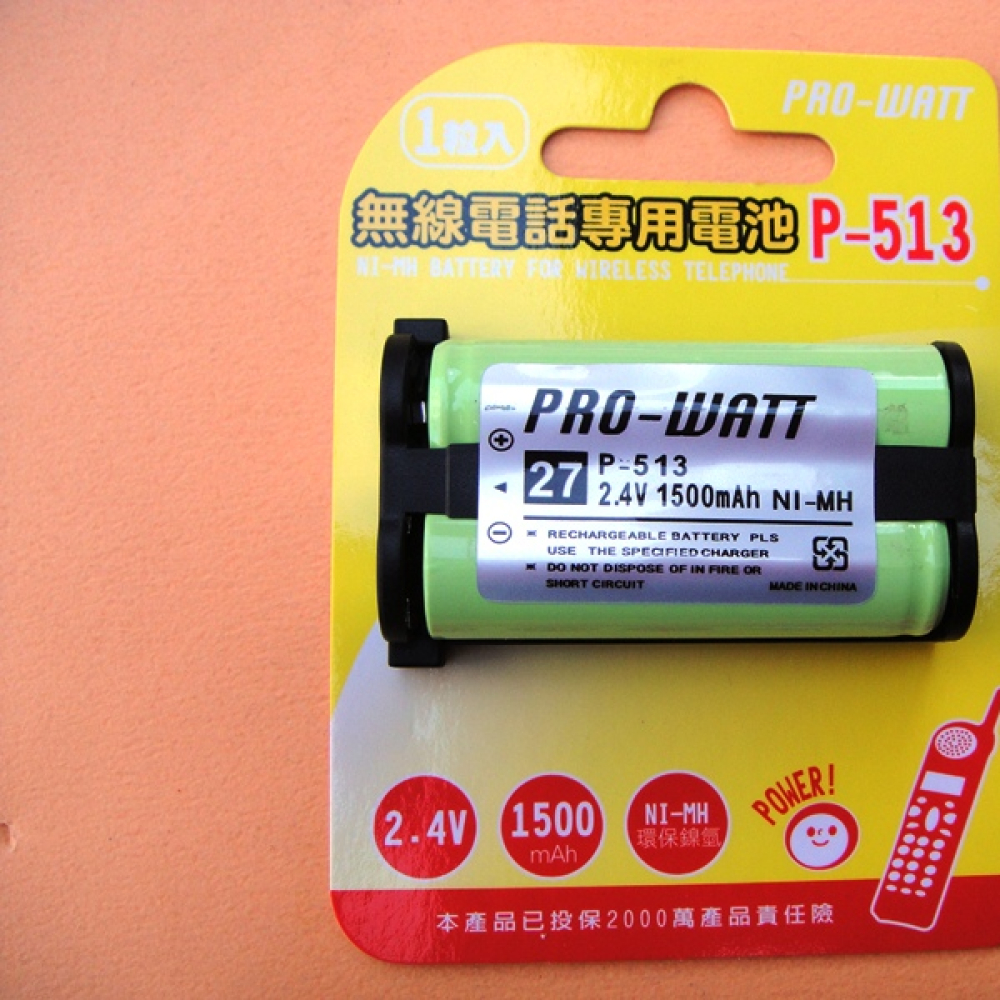 PRO-WATT
1粒入
無線電話專用電池 P-513
NI-MH BATTERY FOR WIRELESS TELEPHONE
PRO-WATT
27 P-513
2.4V 1500mAh NI-MH
RECHARGEABLE BATTERY PLS
USE THE SPECIFIED CHARGER
DO NOT DISPOSE OF IN FIRE OR
SHORT CIRCUIT
MADE IN CHINA
2.4V
1500
mAh
NI-MH
環保鎳氫
POWER!
本產品已投保2000萬產品責任險